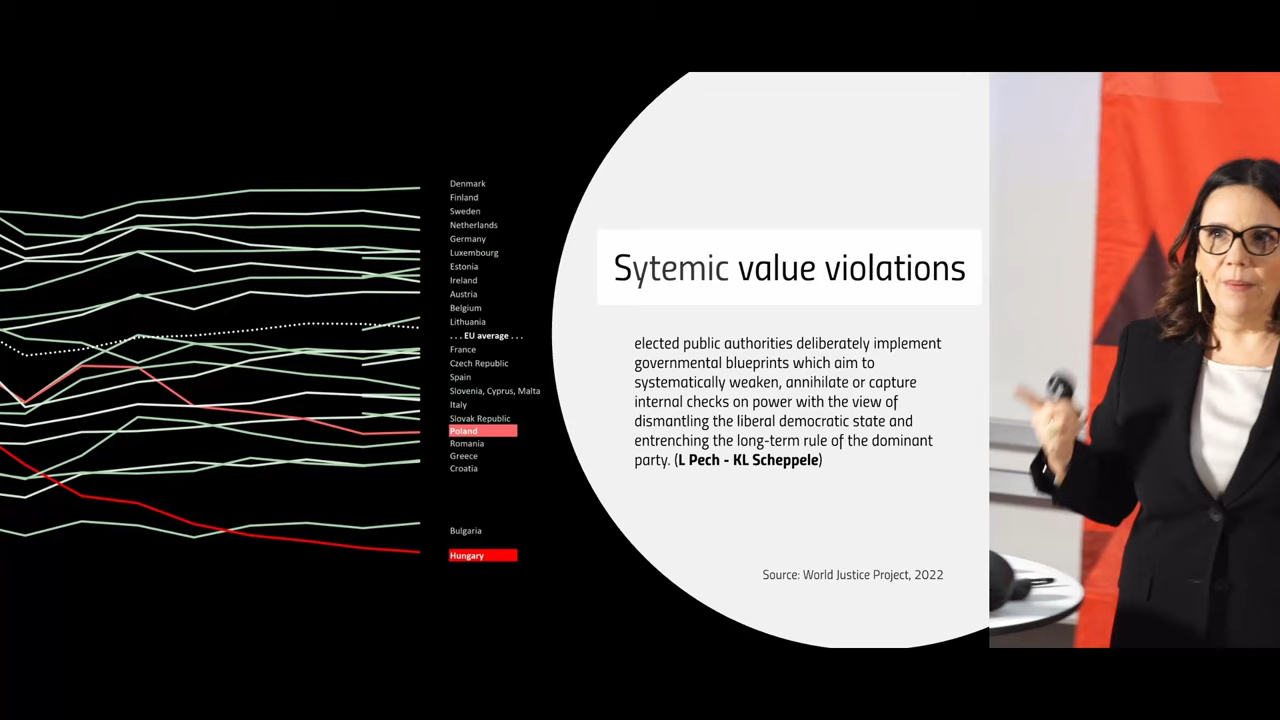 Denmark
Finland
Sweden
Netherlands
Germany
Luxembourg
Estonia
Ireland
Austria
Belgium
Lithuania
. . . EU average . . .
France
Czech Republic
Spain
Slovenia, Cyprus, Malta
Italy
Slovak Republic
Poland
Romania
Greece
Croatia
Bulgaria
Hungary
Sytemic value violations
elected public authorities deliberately implement
governmental blueprints which aim to
systematically weaken, annihilate or capture
internal checks on power with the view of
dismantling the liberal democratic state and
entrenching the long-term rule of the dominant
party. (L Pech - KL Scheppele)
Source: World Justice Project, 2022